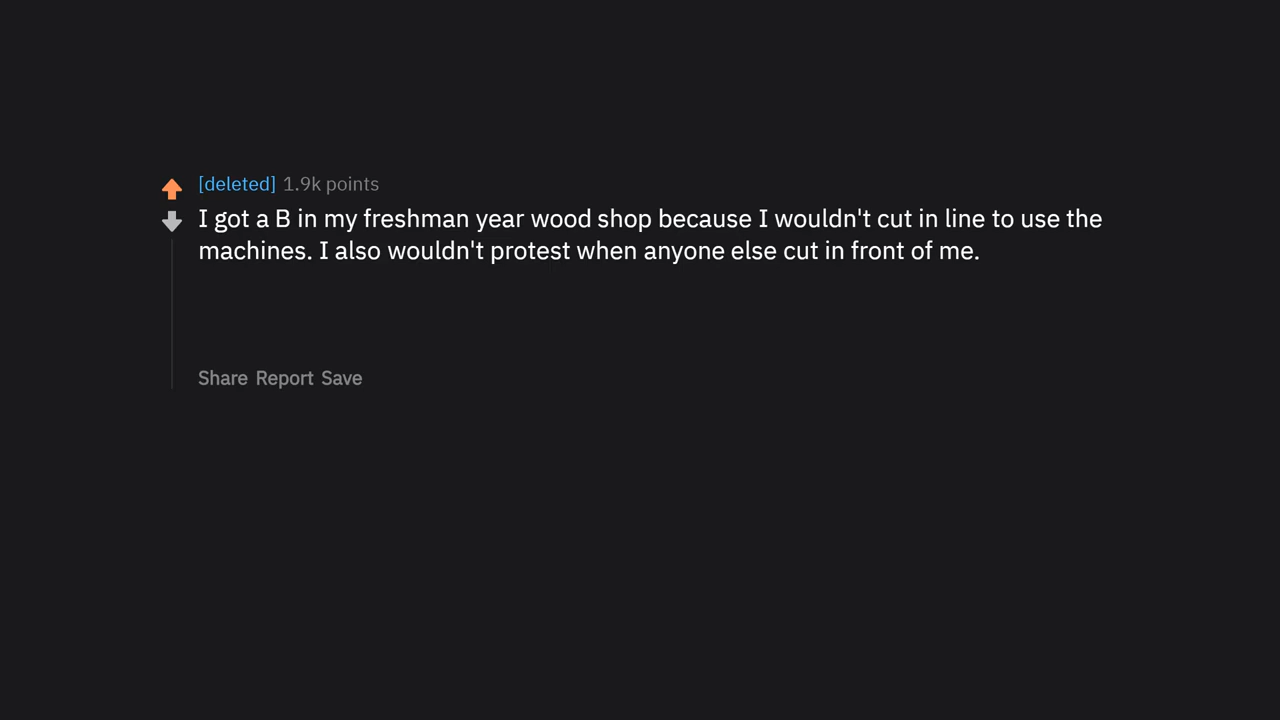 [deleted] 1.9k points
I got a B in my freshman year wood shop because I wouldn't cut in line to use the
machines. I also wouldn't protest when anyone else cut in front of me.
Share Report Save